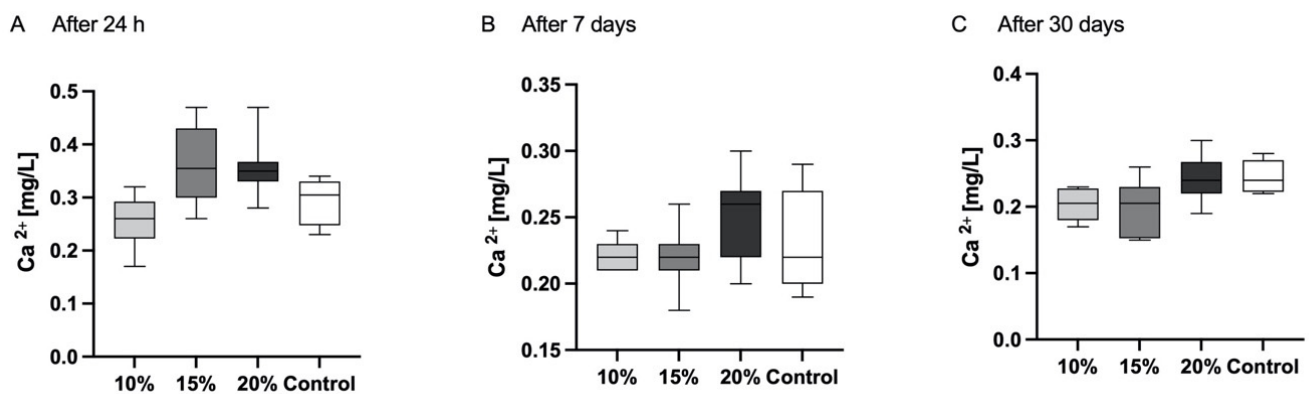 A After 24 h
Ca 2+ [mg/L]
0.5
0.4
0.3
0.2
0.1
0.0
10% 15% 20% Control
B After 7 days
Ca 2+ [mg/L]
0.35
0.30
0.25
0.20
0.15
10% 15% 20% Control
C After 30 days
Ca 2+ [mg/L]
0.4
0.3
0.2
0.1
0.0
10% 15% 20% Control